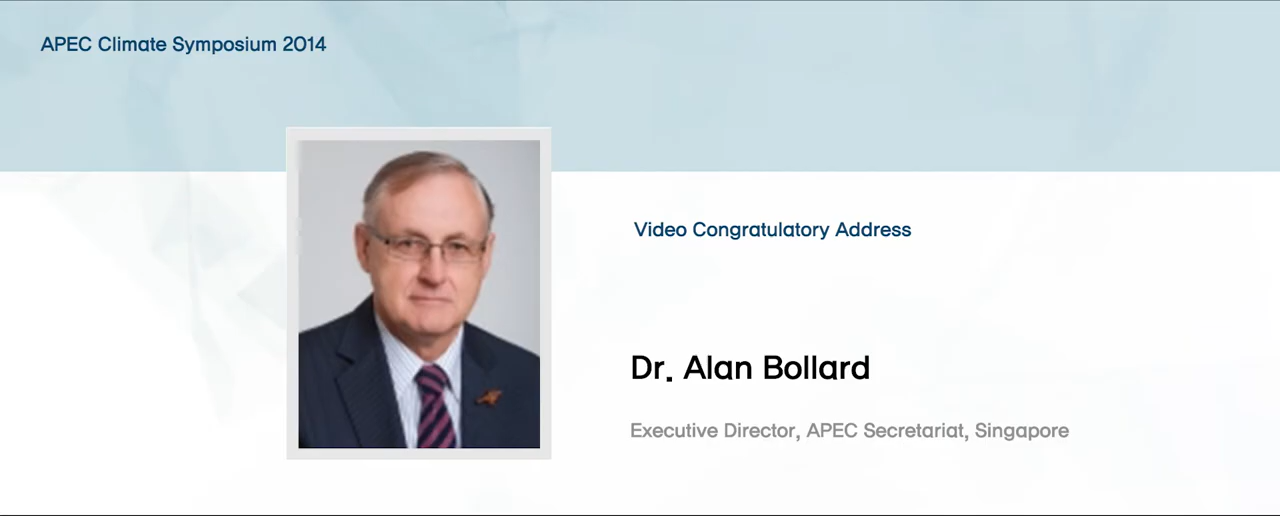 APEC Climate Symposium 2014
Video Congratulatory Address
Dr. Alan Bollard
Executive Director, APEC Secretariat, Singapore